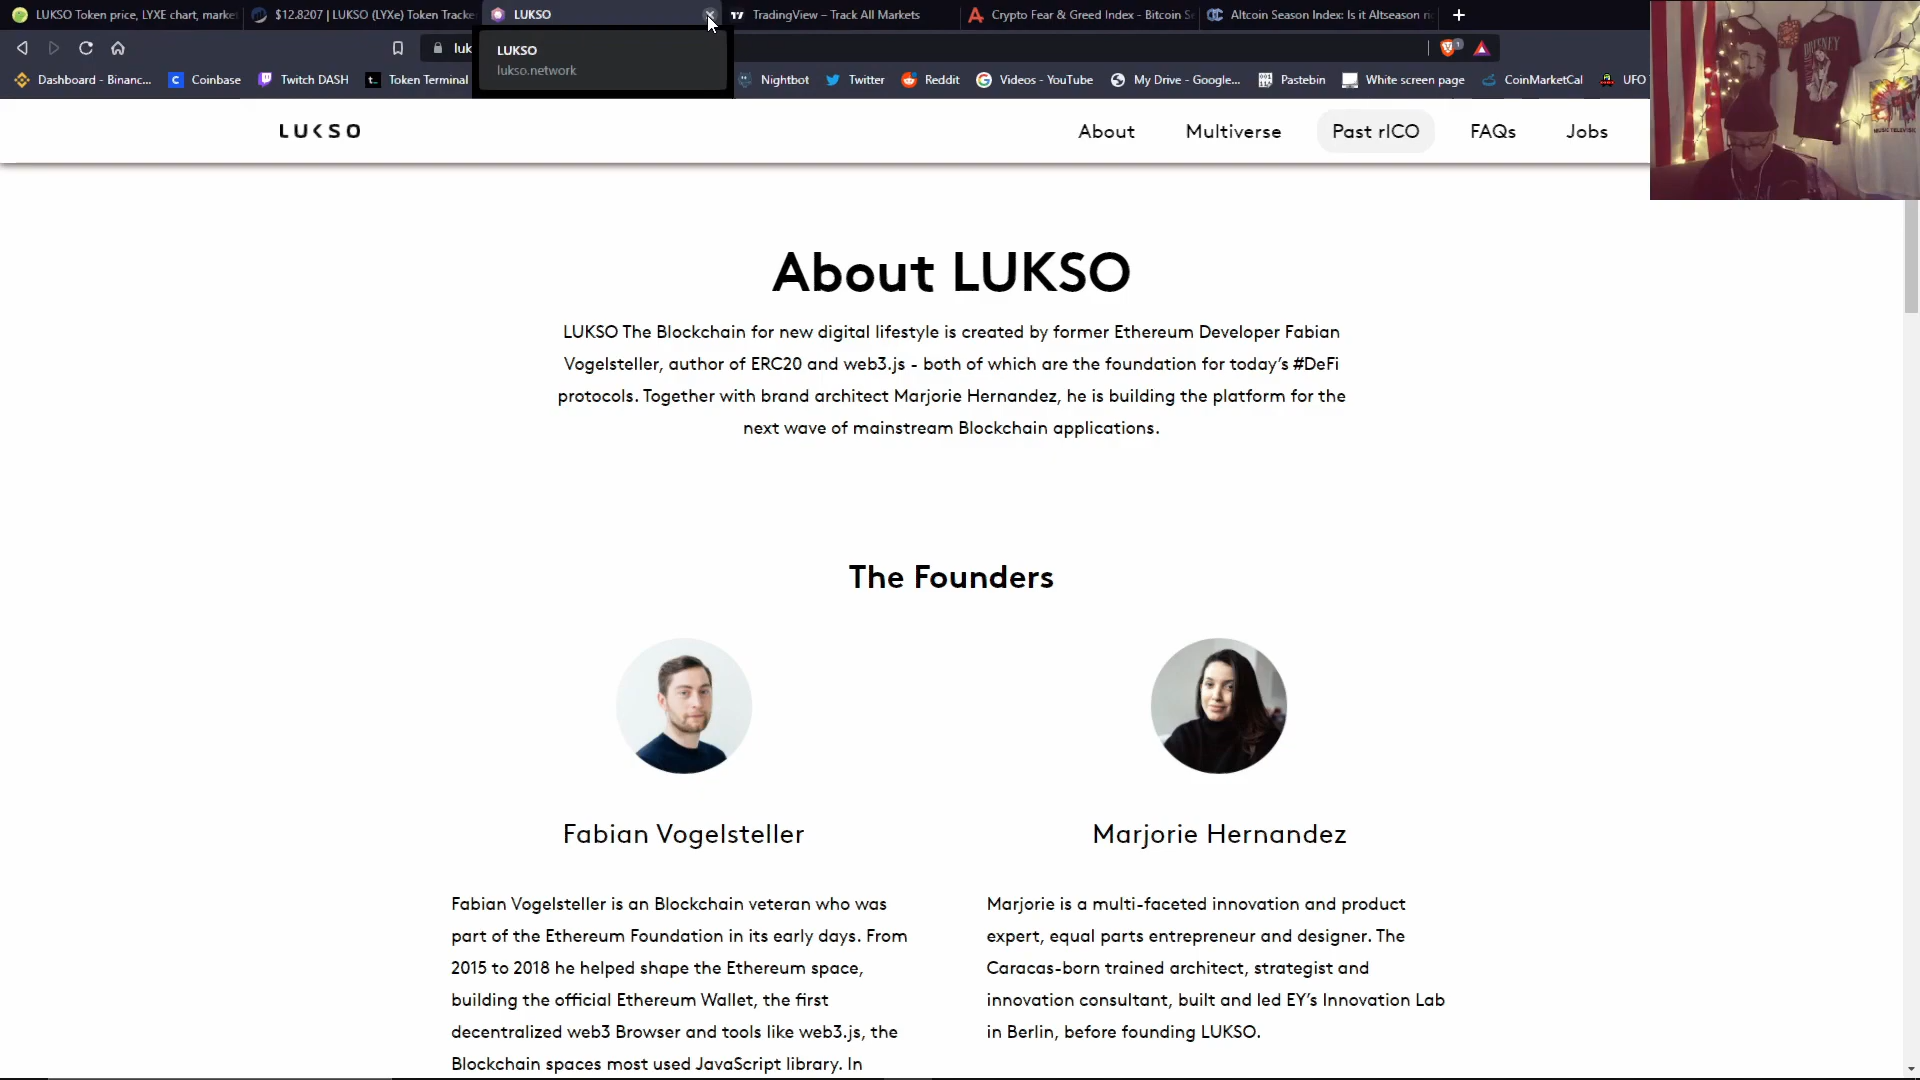 LUKSO Token price, LYXE chart, marke
$12.8207 | LUKSO (LYXe) Token Tracke
LUKSO
TradingView – Track All Markets
Crypto Fear & Greed Index - Bitcoin S
Altcoin Season Index: Is it Altseason n
luk
LUKSO
lukso.network
Dashboard - Binanc...
Coinbase
Twitch DASH
Token Terminal
Nightbot
Twitter
Reddit
Videos - YouTube
My Drive - Google...
Pastebin
White screen page
CoinMarketCal
UFO
LUKSO
About
Multiverse
Past rICO
FAQs
Jobs
About LUKSO
LUKSO The Blockchain for new digital lifestyle is created by former Ethereum Developer Fabian
Vogelsteller, author of ERC20 and web3.js - both of which are the foundation for today's #DeFi
protocols. Together with brand architect Marjorie Hernandez, he is building the platform for the
next wave of mainstream Blockchain applications.
The Founders
Fabian Vogelsteller
Fabian Vogelsteller is an Blockchain veteran who was
part of the Ethereum Foundation in its early days. From
2015 to 2018 he helped shape the Ethereum space,
building the official Ethereum Wallet, the first
decentralized web3 Browser and tools like web3.js, the
Blockchain spaces most used JavaScript library. In
Marjorie Hernandez
Marjorie is a multi-faceted innovation and product
expert, equal parts entrepreneur and designer. The
Caracas-born trained architect, strategist and
innovation consultant, built and led EY's Innovation Lab
in Berlin, before founding LUKSO.